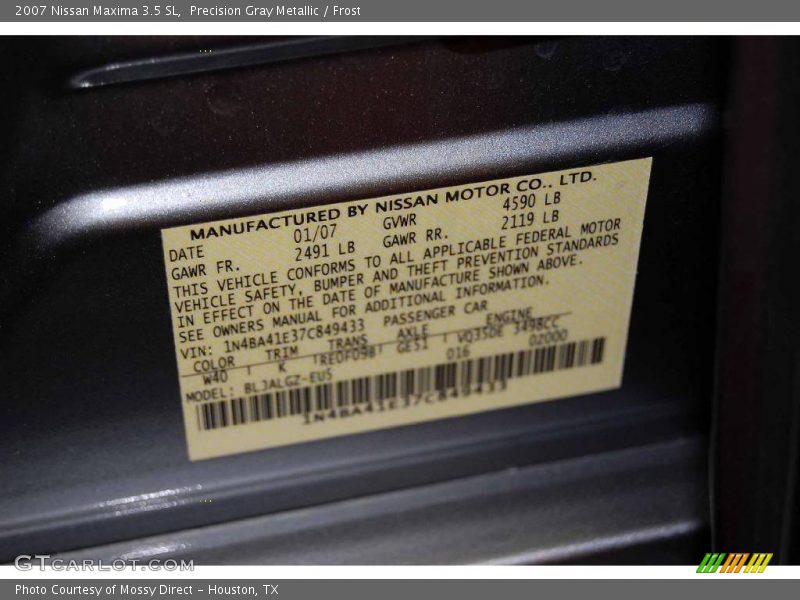 2007 Nissan Maxima 3.5 SL,  Precision Gray Metallic / Frost
MANUFACTURED BY NISSAN MOTOR CO., LTD.
DATE 01/07 GVWR 4590 LB
GAWR FR. 2491 LB GAWR RR. 2119 LB
THIS VEHICLE CONFORMS TO ALL APPLICABLE FEDERAL MOTOR
VEHICLE SAFETY, BUMPER AND THEFT PREVENTION STANDARDS
IN EFFECT ON THE DATE OF MANUFACTURE SHOWN ABOVE.
SEE OWNERS MANUAL FOR ADDITIONAL INFORMATION.
VIN: 1N4BA41E37C849433 PASSENGER CAR
COLOR TRIM TRANS AXLE ENGINE
W40 K RE0F09B GE51 VQ35DE 3498CC
MODEL: BLJALGZ-EUS 016 02000
1N4BA41E37C849433
GTCARLOT.COM
Photo Courtesy of Mossy Direct - Houston, TX